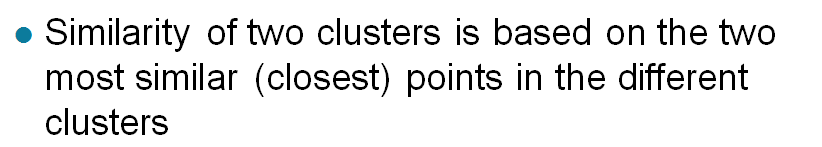 ● Similarity of two clusters is based on the two
most similar (closest) points in the different
clusters